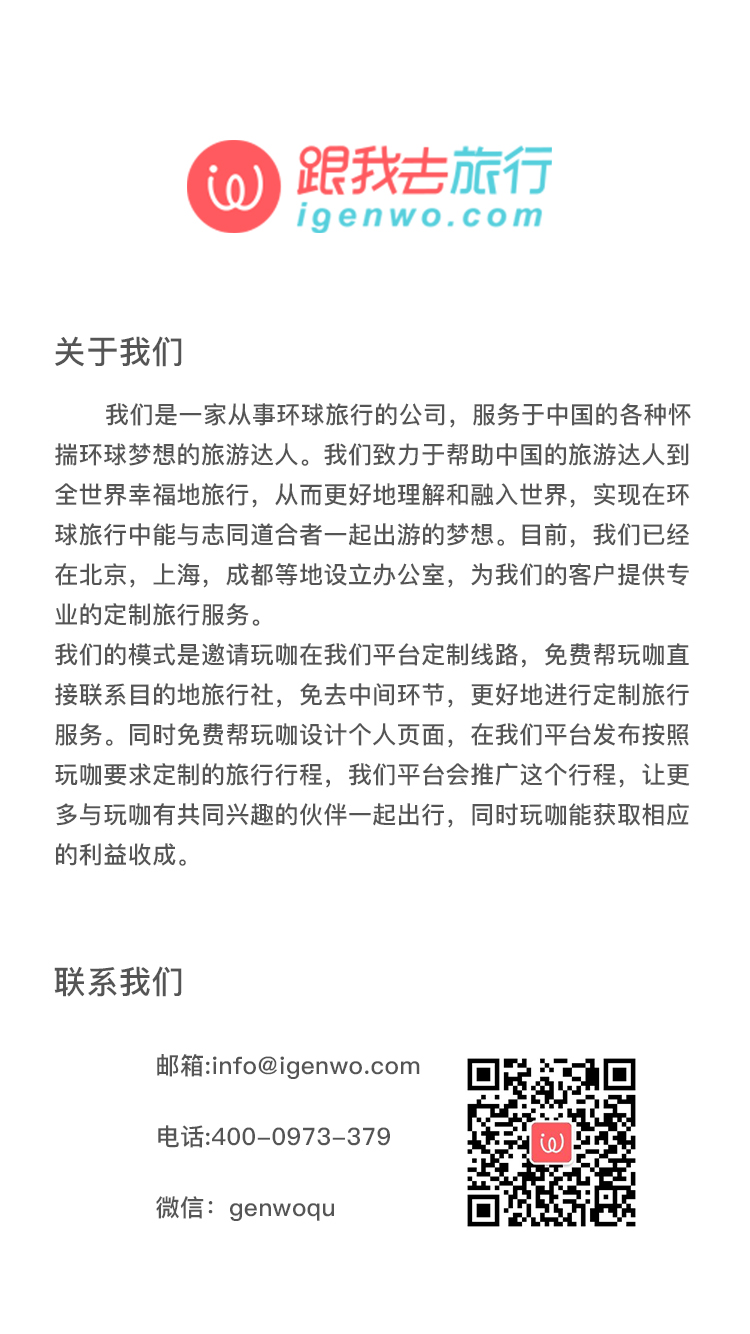 跟我去旅行
igenwo.com
关于我们
我们是一家从事环球旅行的公司，服务于中国的各种怀
揣环球梦想的旅游达人。我们致力于帮助中国的旅游达人到
全世界幸福地旅行，从而更好地理解和融入世界，实现在环
球旅行中能与志同道合者一起出游的梦想。目前，我们已经
在北京，上海，成都等地设立办公室，为我们的客户提供专
业的定制旅行服务。
我们的模式是邀请玩咖在我们平台定制线路，免费帮玩咖直
接联系目的地旅行社，免去中间环节，更好地进行定制旅行
服务。同时免费帮玩咖设计个人页面，在我们平台发布按照
玩咖要求定制的旅行行程，我们平台会推广这个行程，让更
多与玩咖有共同兴趣的伙伴一起出行，同时玩咖能获取相应
的利益收成。
联系我们
邮箱:info@igenwo.com
电话:400-0973-379
微信：genwoqu